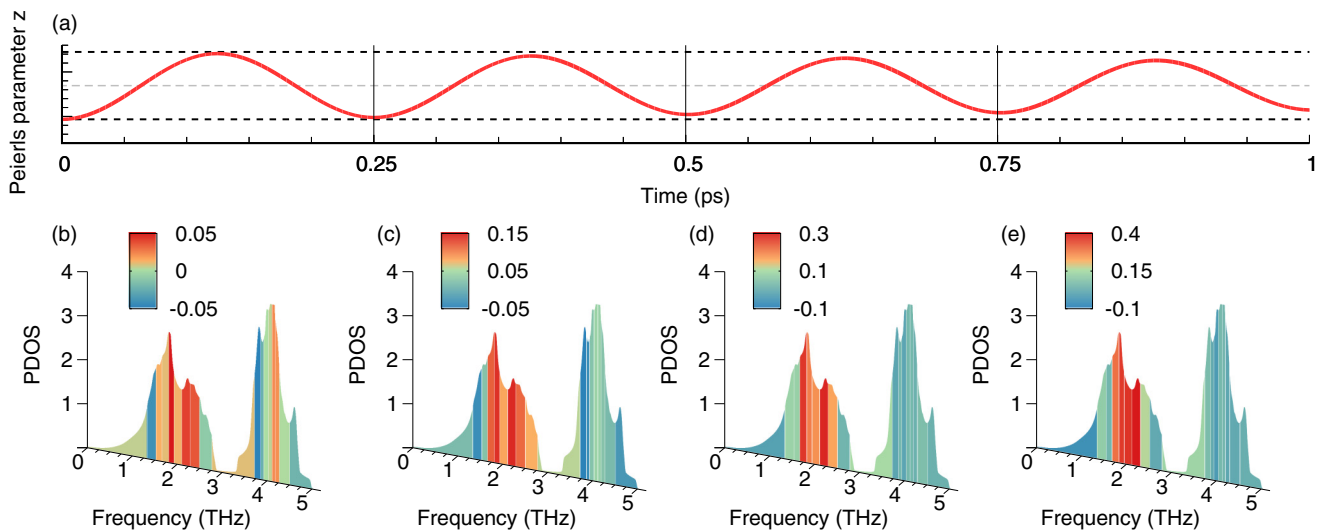 (a)
Peierls parameter z
0 0.25 0.5 0.75 1
Time (ps)
(b)
0.05
0
-0.05
4
3
2
1
PDOS
0 1 2 3 4 5
Frequency (THz)
(c)
0.15
0.05
-0.05
4
3
2
1
PDOS
0 1 2 3 4 5
Frequency (THz)
(d)
0.3
0.1
-0.1
4
3
2
1
PDOS
0 1 2 3 4 5
Frequency (THz)
(e)
0.4
0.15
-0.1
4
3
2
1
PDOS
0 1 2 3 4 5
Frequency (THz)